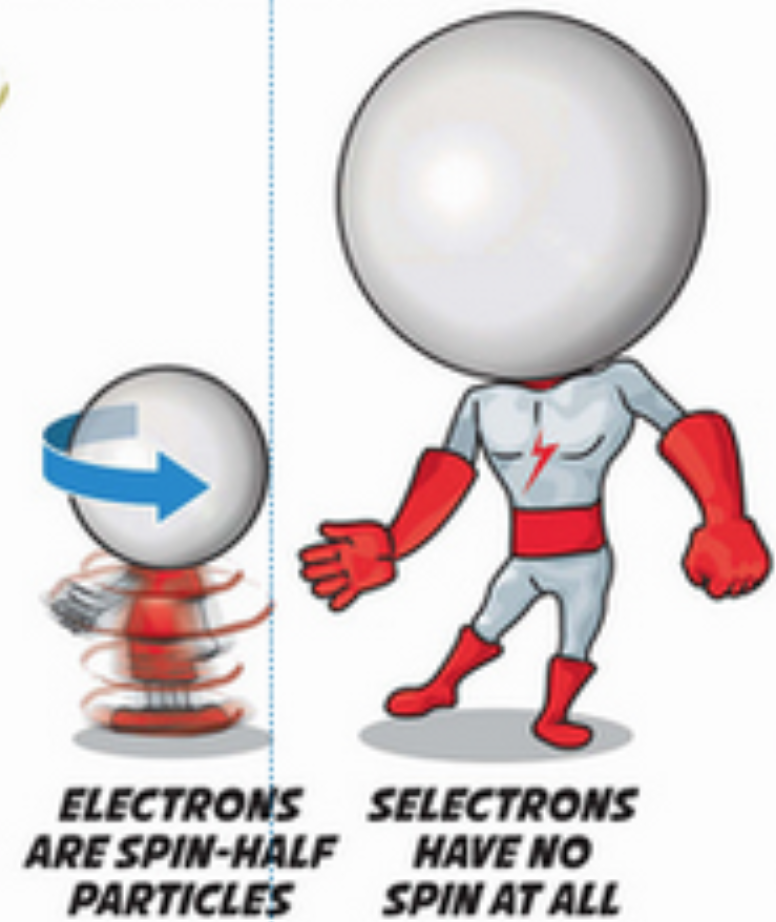 ELECTRONS
ARE SPIN-HALF
PARTICLES
SELECTRONS
HAVE NO
SPIN AT ALL